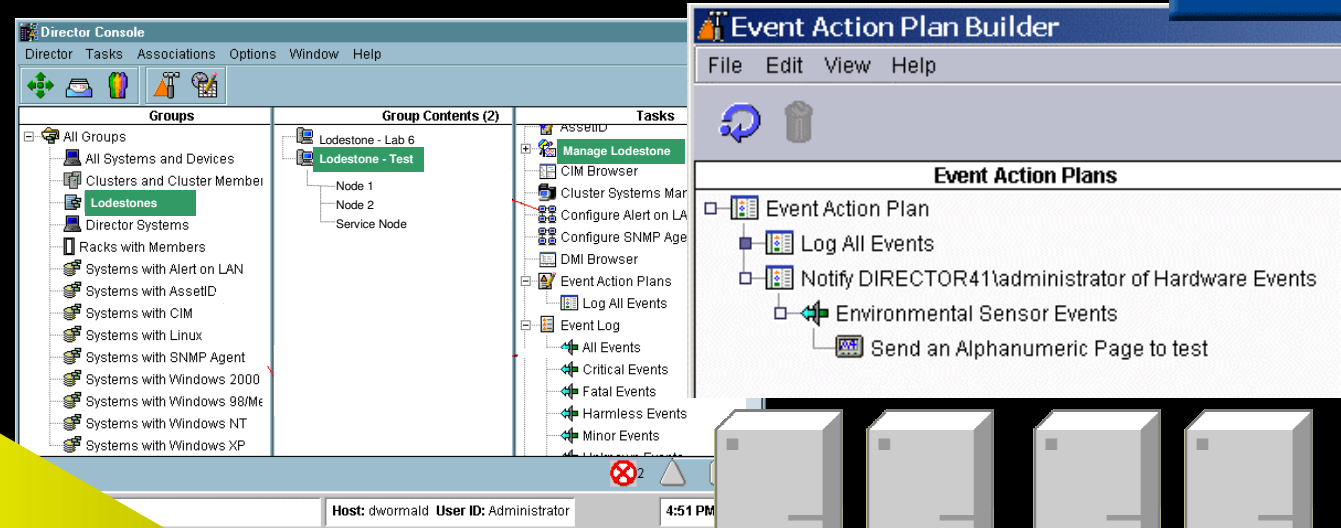 Director Console
Director Tasks Associations Options Window Help
Groups
All Groups
All Systems and Devices
Clusters and Cluster Member
Lodestones
Director Systems
Racks with Members
Systems with Alert on LAN
Systems with AssetID
Systems with CIM
Systems with Linux
Systems with SNMP Agent
Systems with Windows 2000
Systems with Windows 98/Me
Systems with Windows NT
Systems with Windows XP
Group Contents (2)
Lodestone - Lab 6
Lodestone - Test
Node 1
Node 2
Service Node
Tasks
AssetID
Manage Lodestone
CIM Browser
Cluster Systems Mar
Configure Alert on LA
Configure SNMP Age
DMI Browser
Event Action Plans
Log All Events
Event Log
All Events
Critical Events
Fatal Events
Harmless Events
Minor Events
Unknown Events
2
Host: dwormald User ID: Administrator
4:51 PM
Event Action Plan Builder
File Edit View Help
Event Action Plans
Event Action Plan
Log All Events
Notify DIRECTOR41\administrator of Hardware Events
Environmental Sensor Events
Send an Alphanumeric Page to test